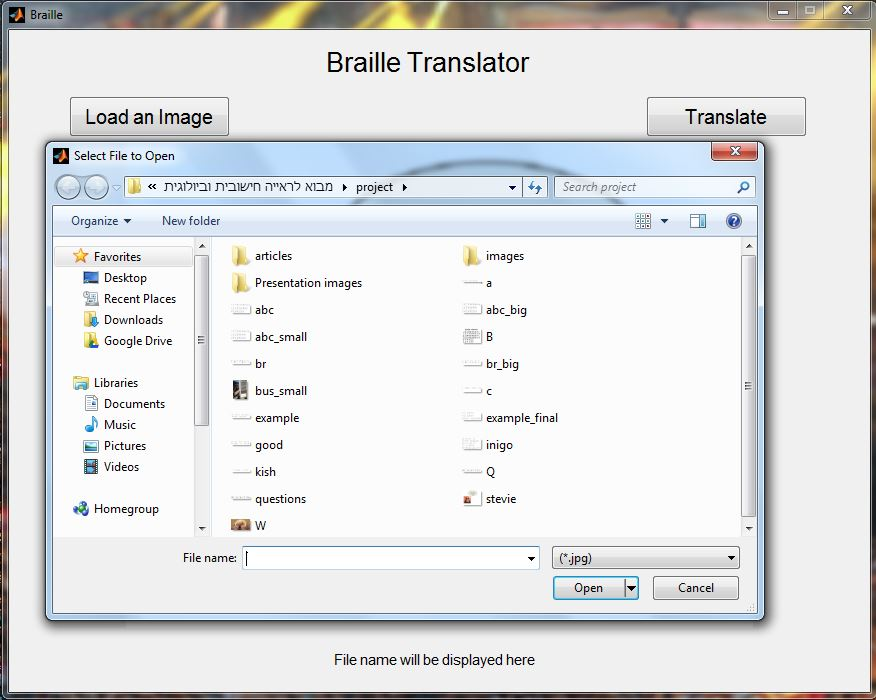 Braille
Braille Translator
Load an Image
Translate
Select File to Open
« מבוא לראייה חישובית וביולוגית project
Search project
Organize
New folder
Favorites
Desktop
Recent Places
Downloads
Google Drive
Libraries
Documents
Music
Pictures
Videos
Homegroup
articles
images
Presentation images
a
abc
abc_big
abc_small
B
br
br_big
bus_small
c
example
example_final
good
inigo
kish
Q
questions
stevie
W
File name:
(*.jpg)
Open
Cancel
File name will be displayed here